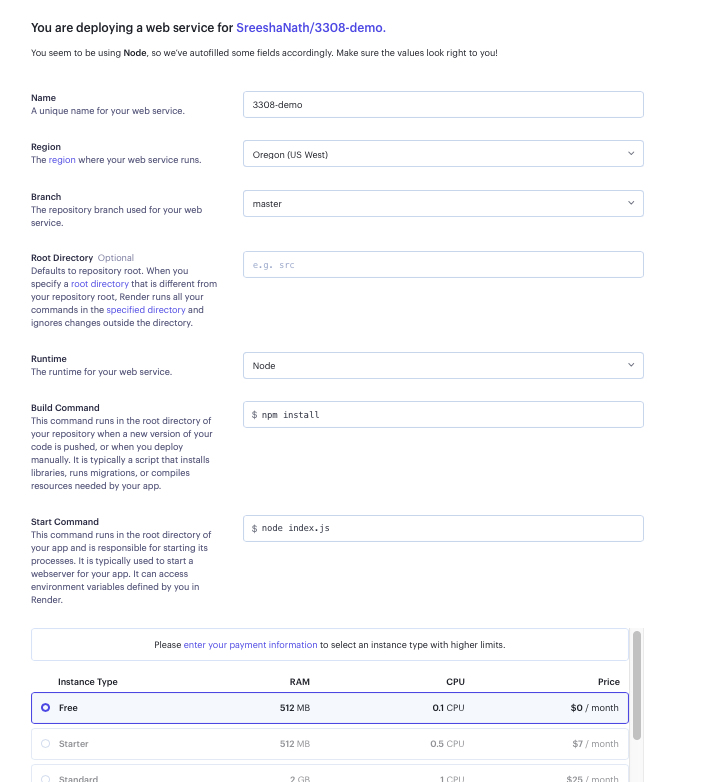 You are deploying a web service for SreeshaNath/3308-demo.
You seem to be using Node, so we've autofilled some fields accordingly. Make sure the values look right to you!
Name
A unique name for your web service.
3308-demo
Region
The region where your web service runs.
Oregon (US West)
Branch
The repository branch used for your web
service.
master
Root Directory Optional
Defaults to repository root. When you
specify a root directory that is different from
your repository root, Render runs all your
commands in the specified directory and
ignores changes outside the directory.
e.g. src
Runtime
The runtime for your web service.
Node
Build Command
This command runs in the root directory of
your repository when a new version of your
code is pushed, or when you deploy
manually. It is typically a script that installs
libraries, runs migrations, or compiles
resources needed by your app.
$ npm install
Start Command
This command runs in the root directory of
your app and is responsible for starting its
processes. It is typically used to start a
webserver for your app. It can access
environment variables defined by you in
Render.
$ node index.js
Please enter your payment information to select an instance type with higher limits.
Instance Type RAM CPU Price
Free 512 MB 0.1 CPU $0 / month
Starter 512 MB 0.5 CPU $7 / month
Standard 2 GB 1 CPU $25 / month